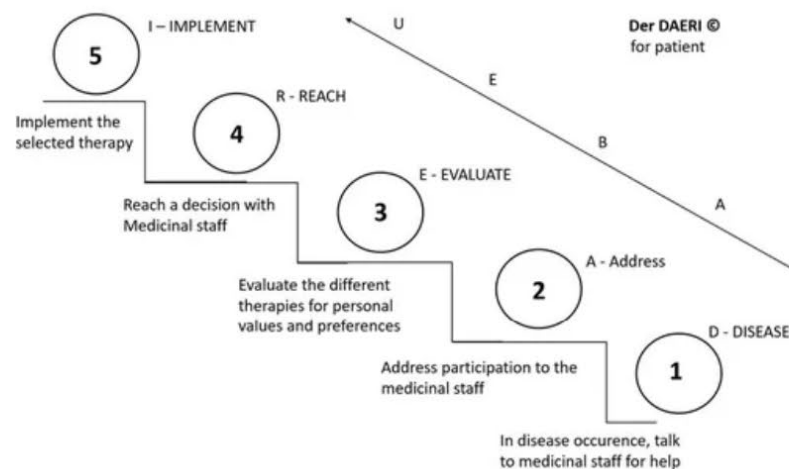 I – IMPLEMENT
5
Implement the
selected therapy
R - REACH
4
Reach a decision with
Medicinal staff
E - EVALUATE
3
Evaluate the different
therapies for personal
values and preferences
A - Address
2
Address participation to the
medicinal staff
D - DISEASE
1
In disease occurence, talk
to medicinal staff for help
U
E
B
A
Der DAERI ©
for patient